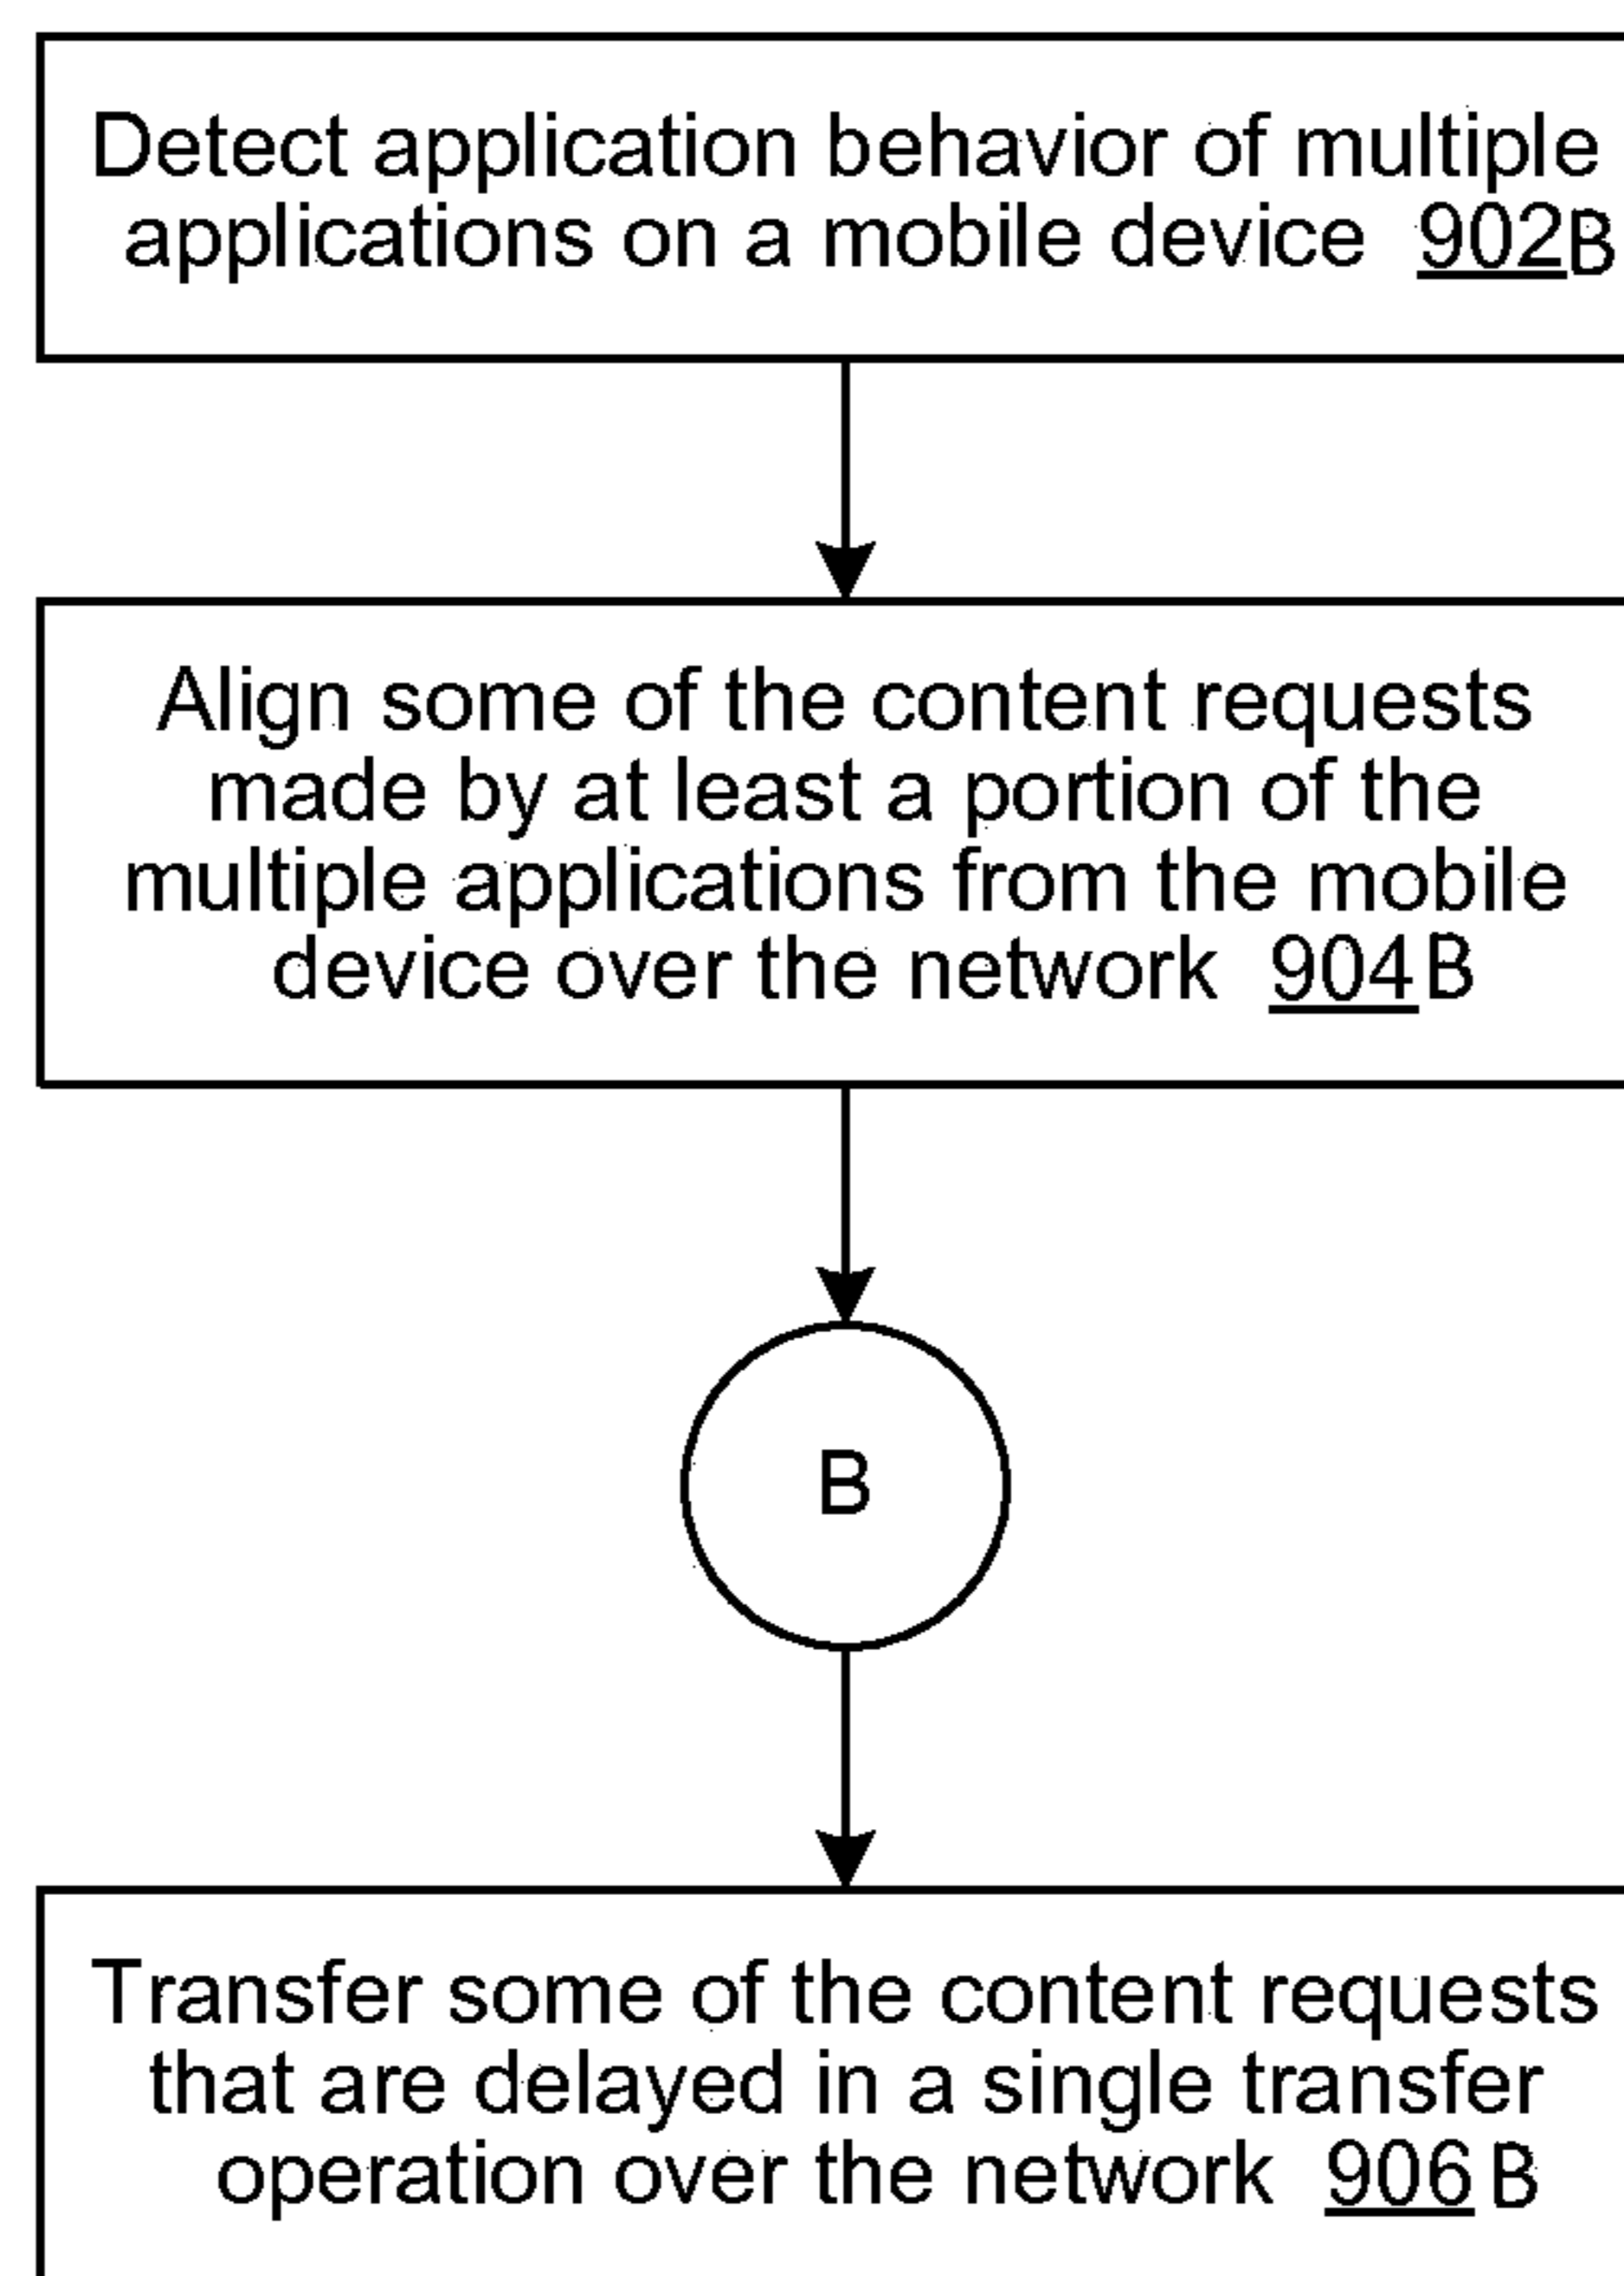 Detect application behavior of multiple
applications on a mobile device 902B
Align some of the content requests
made by at least a portion of the
multiple applications from the mobile
device over the network 904B
B
Transfer some of the content requests
that are delayed in a single transfer
operation over the network 906B